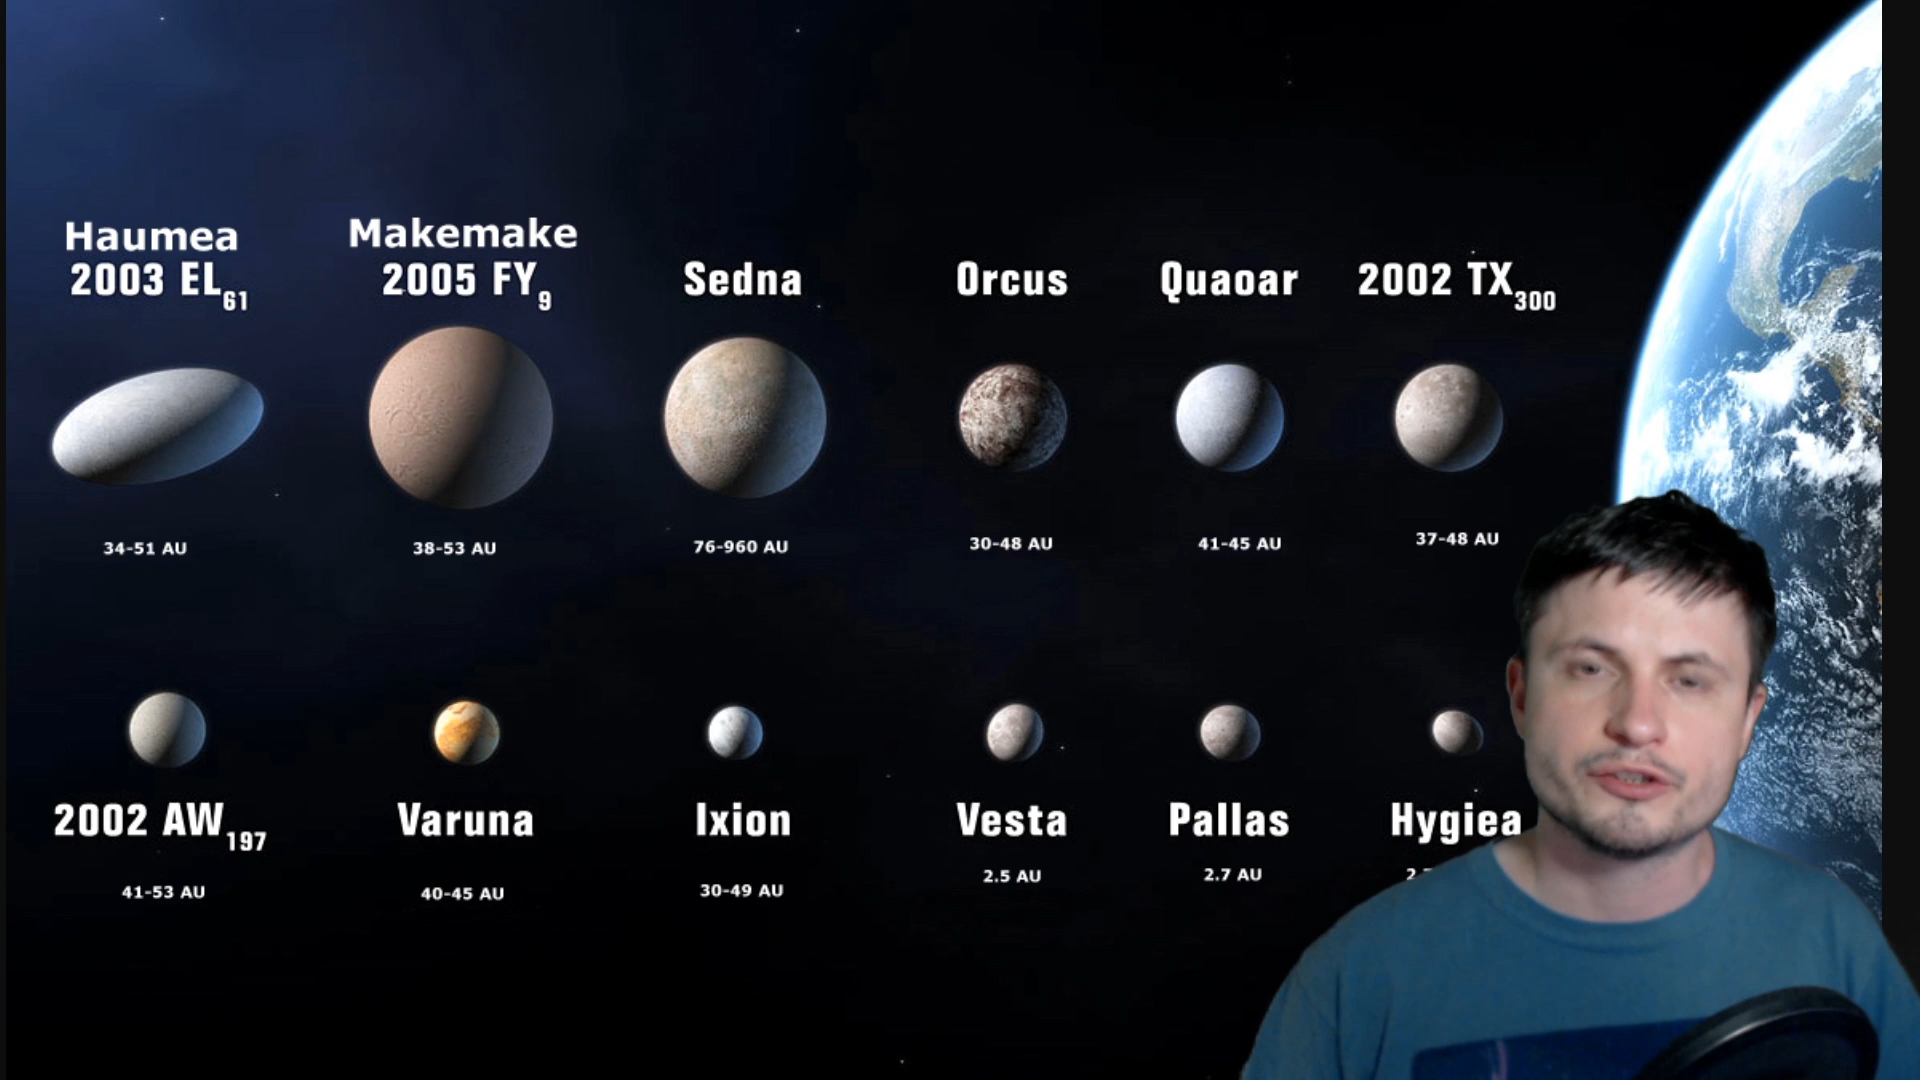 Haumea
2003 EL61
Makemake
2005 FY9
Sedna
Orcus
Quaoar
2002 TX300
34-51 AU
38-53 AU
76-960 AU
30-48 AU
41-45 AU
37-48 AU
2002 AW197
Varuna
Ixion
Vesta
Pallas
Hygiea
41-53 AU
40-45 AU
30-49 AU
2.5 AU
2.7 AU